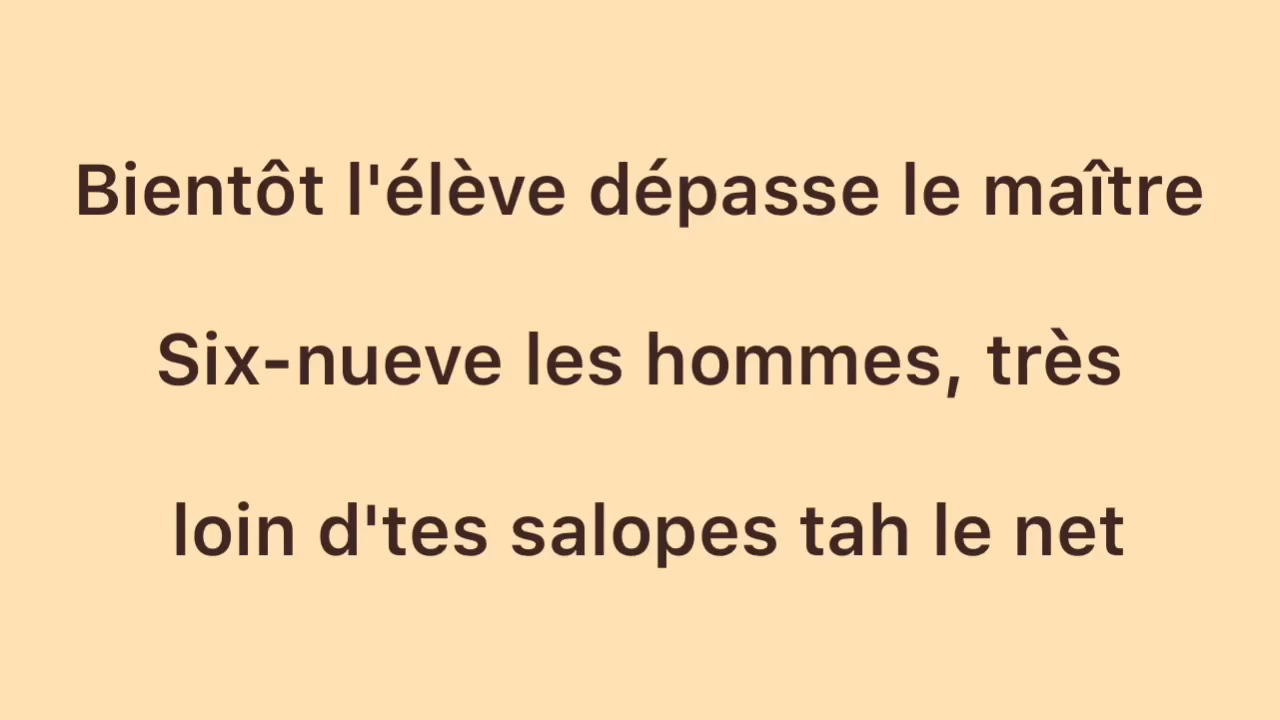 Bientôt l'élève dépasse le maître
Six-nueve les hommes, très
loin d'tes salopes tah le net